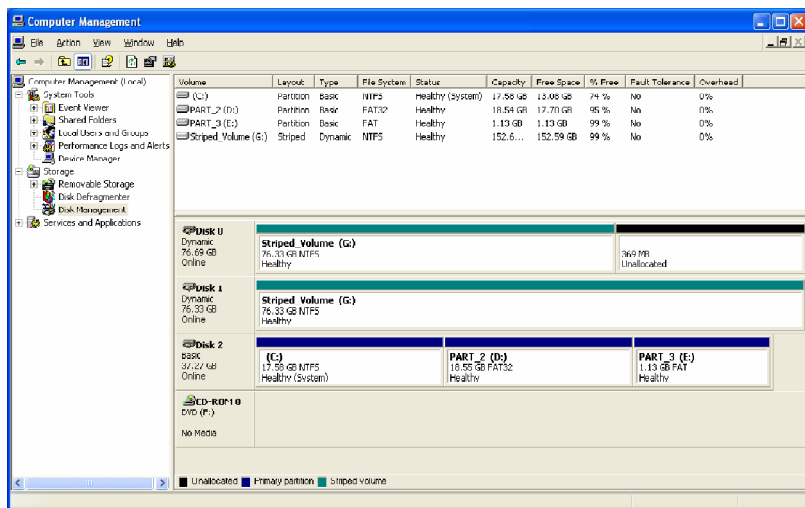 Computer Management
File Action View Window Help
Computer Management (Local)
System Tools
Event Viewer
Shared Folders
Local Users and Groups
Performance Logs and Alerts
Device Manager
Storage
Removable Storage
Disk Defragmenter
Disk Management
Services and Applications
Volume Layout Type File System Status Capacity Free Space % Free Fault Tolerance Overhead
(C:) Partition Basic NTFS Healthy (System) 17.58 GB 13.08 GB 74 % No 0%
PART_2 (D:) Partition Basic FAT32 Healthy 18.54 GB 17.70 GB 95 % No 0%
PART_3 (E:) Partition Basic FAT Healthy 1.13 GB 1.13 GB 99 % No 0%
Striped_Volume (G:) Striped Dynamic NTFS Healthy 152.6... 152.59 GB 99 % No 0%
Disk 0
Dynamic
76.69 GB
Online
Striped_Volume (G:)
76.33 GB NTFS
Healthy
369 MB
Unallocated
Disk 1
Dynamic
76.33 GB
Online
Striped_Volume (G:)
76.33 GB NTFS
Healthy
Disk 2
Basic
37.27 GB
Online
(C:)
17.58 GB NTFS
Healthy (System)
PART_2 (D:)
18.55 GB FAT32
Healthy
PART_3 (E:)
1.13 GB FAT
Healthy
CD-ROM 0
DVD (F:)
No Media
Unallocated Primary partition Striped volume